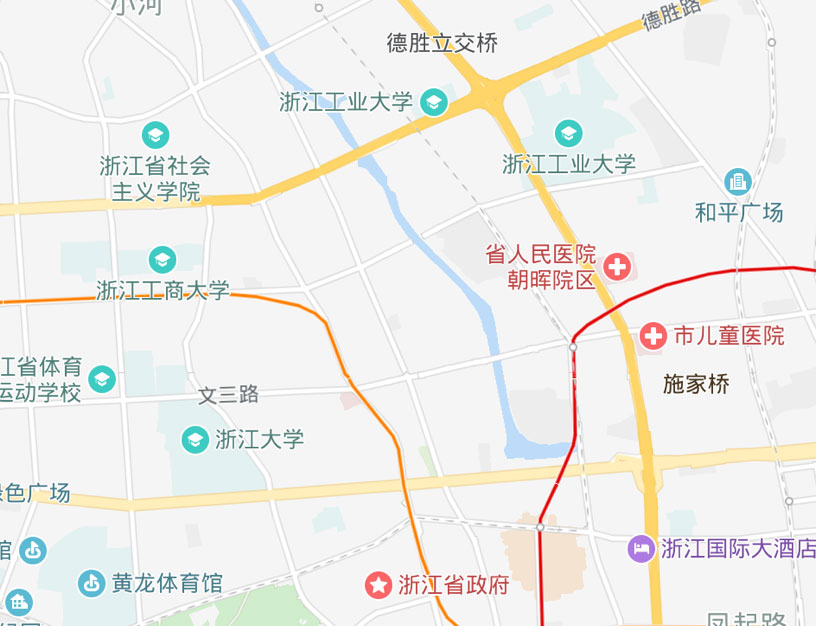 小河
德胜路
德胜立交桥
浙江工业大学
浙江省社会
主义学院
浙江工业大学
和平广场
省人民医院
朝晖院区
浙江工商大学
市儿童医院
江省体育
运动学校
施家桥
文三路
浙江大学
绿色广场
馆
浙江国际大酒店
黄龙体育馆
浙江省政府
凤起路